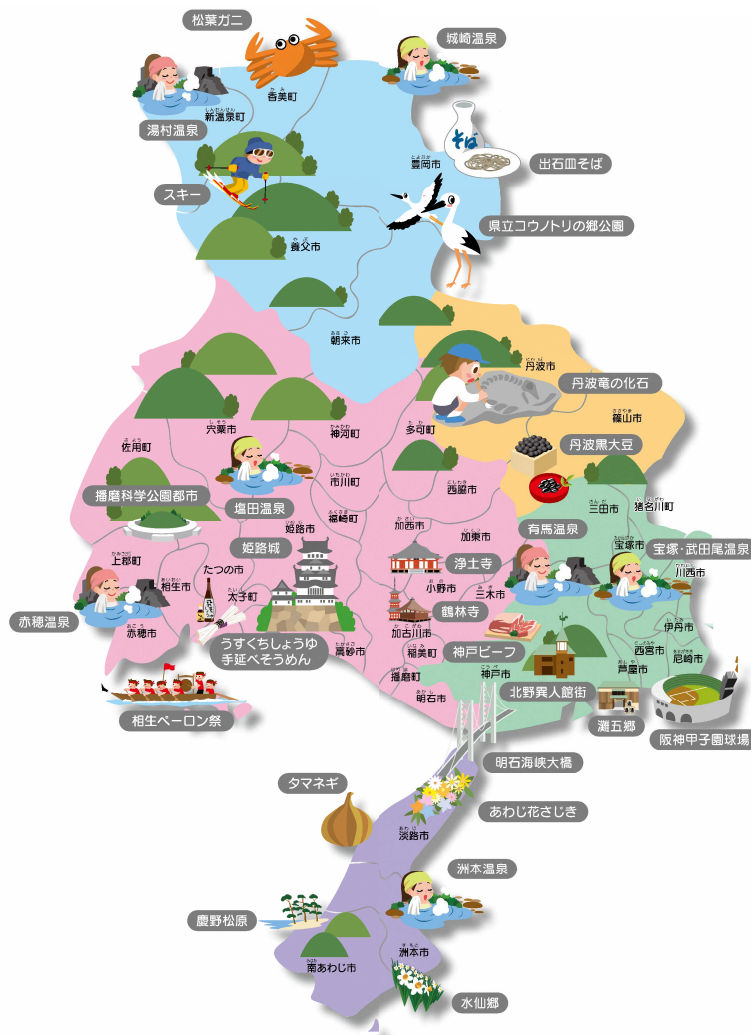 松葉ガニ
城崎温泉
香美町
新温泉町
湯村温泉
そば
豊岡市
出石皿そば
スキー
県立コウノトリの郷公園
養父市
朝来市
丹波市
丹波竜の化石
篠山市
宍粟市
神河町
多可町
佐用町
丹波黒大豆
市川町
西脇市
播磨科学公園都市
塩田温泉
福崎町
姫路市
加西市
加東市
有馬温泉
三田市
猪名川町
宝塚市
宝塚・武田尾温泉
姫路城
浄土寺
上郡町
相生市
たつの市
太子町
小野市
三木市
川西市
赤穂温泉
赤穂市
鶴林寺
加古川市
伊丹市
うすくちしょうゆ
手延べそうめん
高砂市
稲美町
神戸ビーフ
西宮市
芦屋市
尼崎市
播磨町
神戸市
明石市
北野異人館街
相生ペーロン祭
灘五郷
阪神甲子園球場
明石海峡大橋
タマネギ
あわじ花さじき
淡路市
洲本温泉
慶野松原
洲本市
南あわじ市
水仙郷